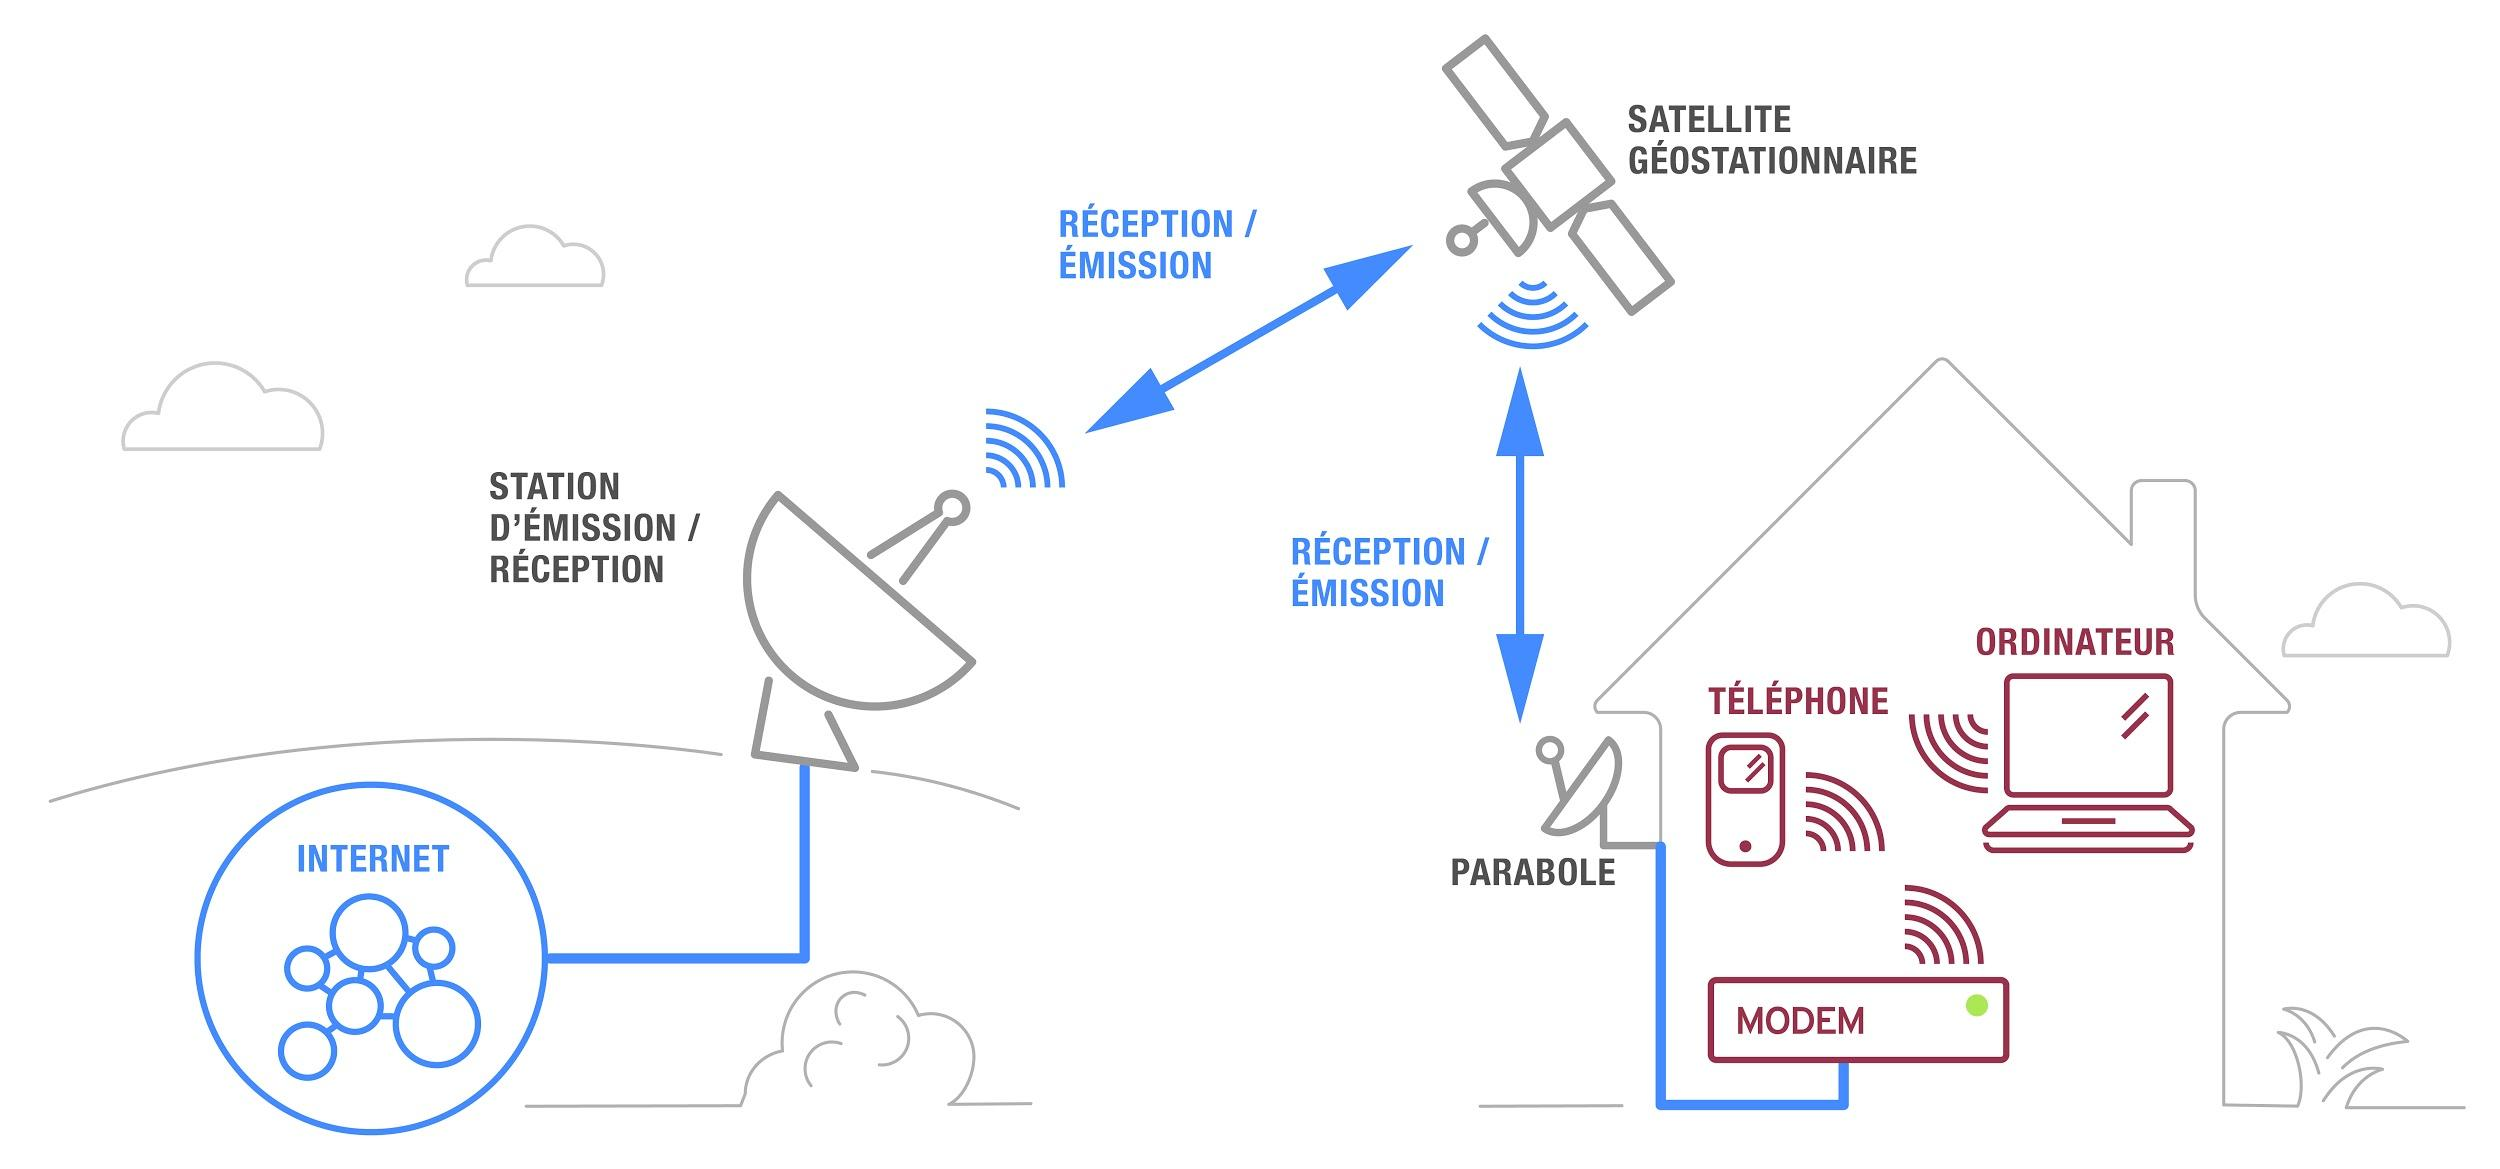 SATELLITE
GÉOSTATIONNAIRE
RÉCEPTION /
ÉMISSION
STATION
D'ÉMISSION /
RÉCEPTION
RÉCEPTION /
ÉMISSION
ORDINATEUR
TÉLÉPHONE
INTERNET
PARABOLE
MODEM